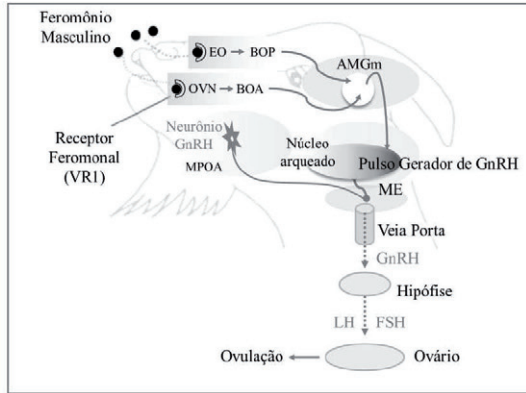 Feromônio
Masculino
EO
BOP
AMGm
OVN
BOA
Receptor
Feromonal
(VR1)
Neurônio
GnRH
MPOA
Núcleo
arqueado
Pulso Gerador de GnRH
ME
Veia Porta
GnRH
Hipófise
LH
FSH
Ovulação
Ovário